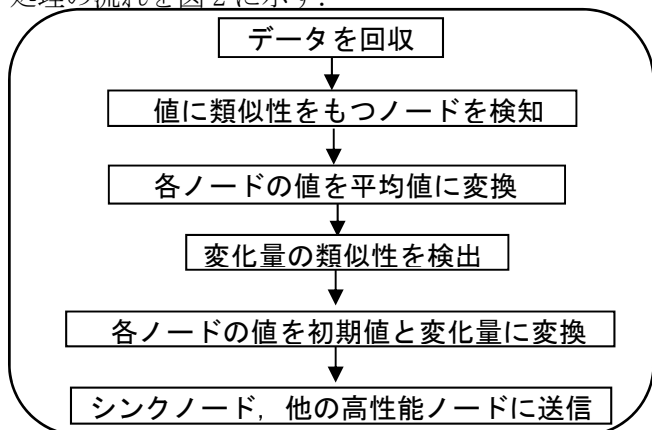 処理の流れを図2に示す.
データを回収
値に類似性をもつノードを検知
各ノードの値を平均値に変換
変化量の類似性を検出
各ノードの値を初期値と変化量に変換
シンクノード，他の高性能ノードに送信